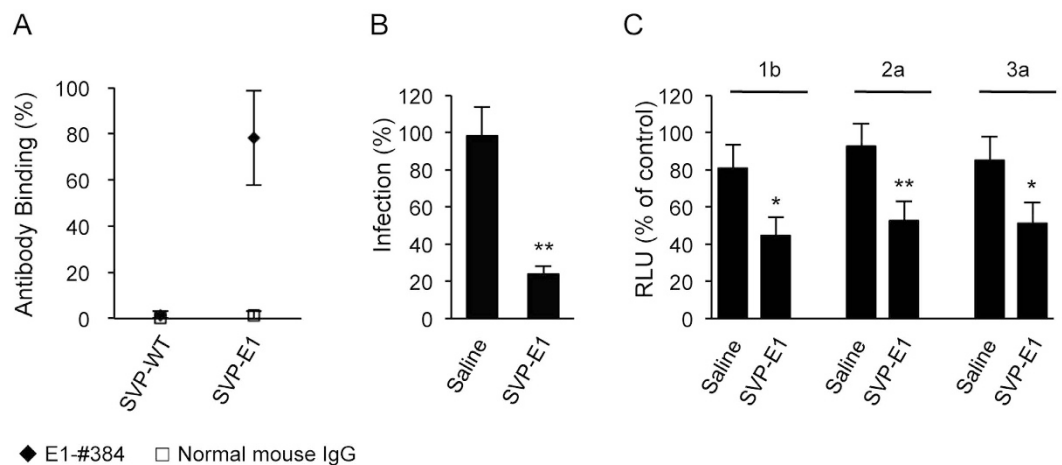 A
Antibody Binding (%)
100
80
60
40
20
0
SVP-WT
SVP-E1
◆ E1-#384 □ Normal mouse IgG
B
Infection (%)
120
100
80
60
40
20
0
**
Saline
SVP-E1
C
1b 2a 3a
RLU (% of control)
120
100
80
60
40
20
0
* ** *
Saline
SVP-E1
Saline
SVP-E1
Saline
SVP-E1